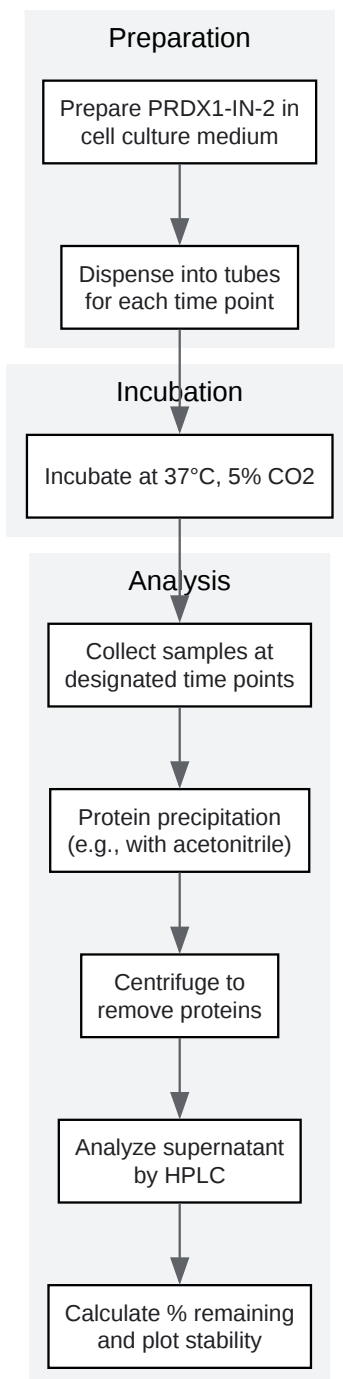 Preparation
Prepare PRDX1-IN-2 in
cell culture medium
Dispense into tubes
for each time point
Incubation
Incubate at 37°C, 5% CO2
Analysis
Collect samples at
designated time points
Protein precipitation
(e.g., with acetonitrile)
Centrifuge to
remove proteins
Analyze supernatant
by HPLC
Calculate % remaining
and plot stability